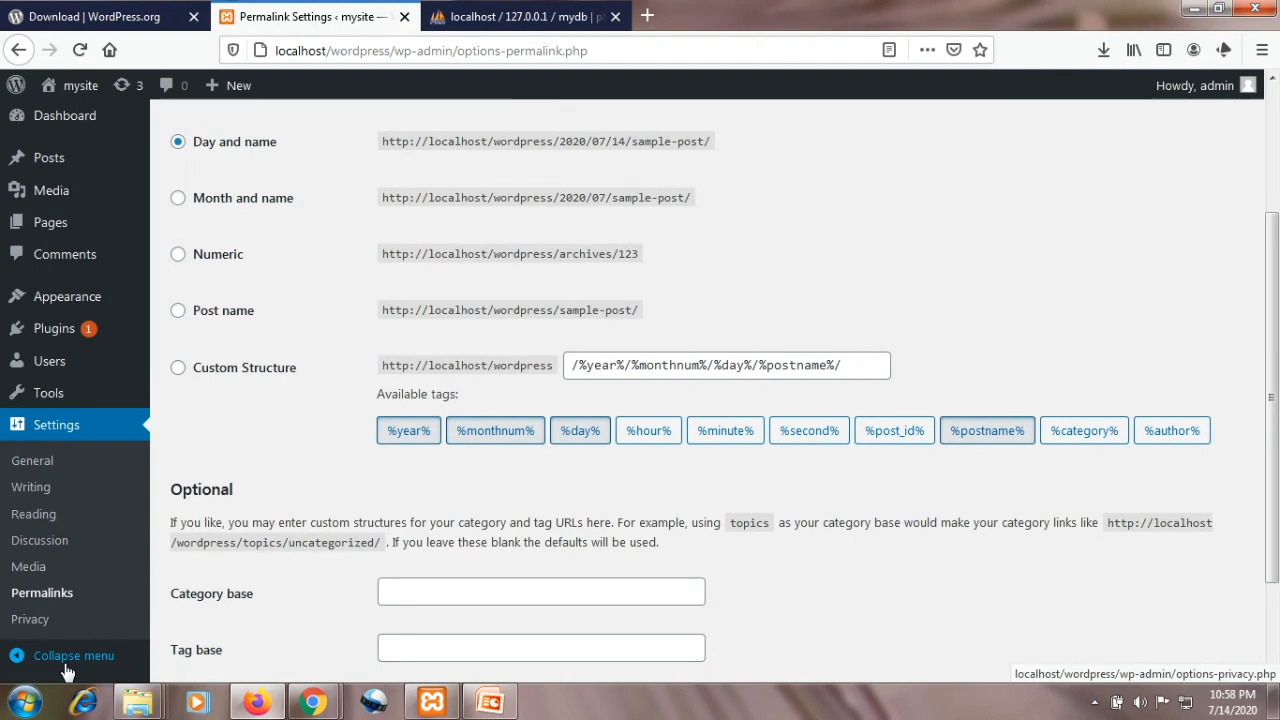 Download | WordPress.org
Permalink Settings ‹ mysite —
localhost / 127.0.0.1 / mydb | p
localhost/wordpress/wp-admin/options-permalink.php
mysite
3
0
New
Howdy, admin
Dashboard
Posts
Media
Pages
Comments
Appearance
Plugins 1
Users
Tools
Settings
General
Writing
Reading
Discussion
Media
Permalinks
Privacy
Collapse menu
Day and name http://localhost/wordpress/2020/07/14/sample-post/
Month and name http://localhost/wordpress/2020/07/sample-post/
Numeric http://localhost/wordpress/archives/123
Post name http://localhost/wordpress/sample-post/
Custom Structure http://localhost/wordpress /%year%/%monthnum%/%day%/%postname%/
Available tags:
%year% %monthnum% %day% %hour% %minute% %second% %post_id% %postname% %category% %author%
Optional
If you like, you may enter custom structures for your category and tag URLs here. For example, using topics as your category base would make your category links like http://localhost
/wordpress/topics/uncategorized/ . If you leave these blank the defaults will be used.
Category base
Tag base
localhost/wordpress/wp-admin/options-privacy.php
10:58 PM
7/14/2020